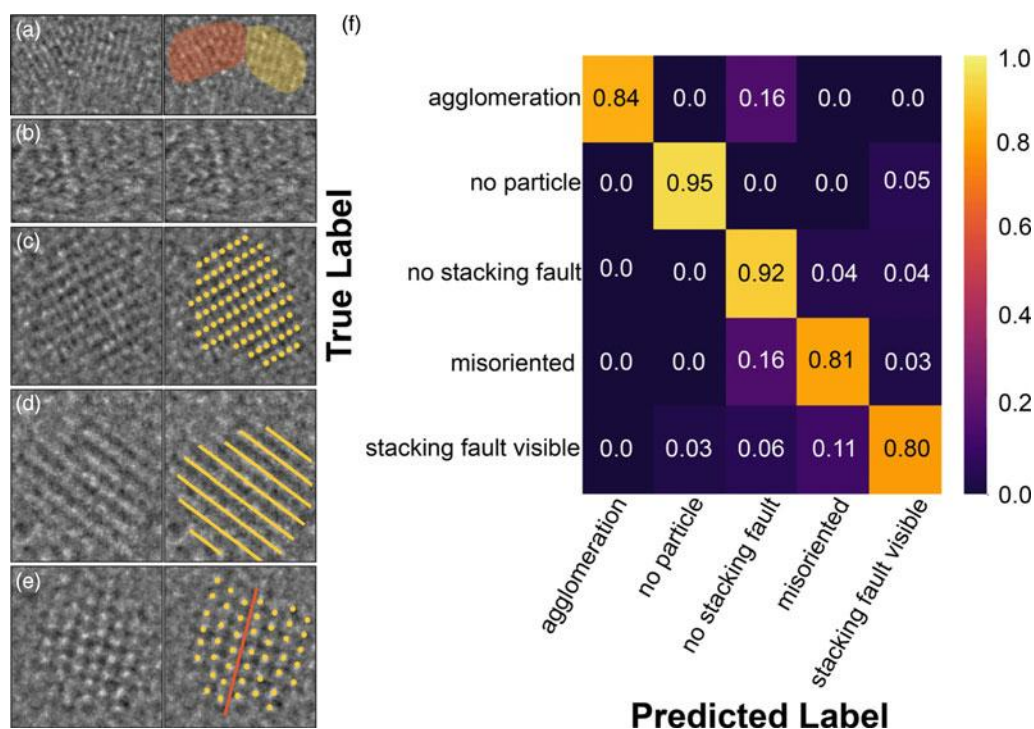 (a)
(b)
(c)
(d)
(e)
(f)
True Label
agglomeration 0.84 0.0 0.16 0.0 0.0
no particle 0.0 0.95 0.0 0.0 0.05
no stacking fault 0.0 0.0 0.92 0.04 0.04
misoriented 0.0 0.0 0.16 0.81 0.03
stacking fault visible 0.0 0.03 0.06 0.11 0.80
agglomeration
no particle
no stacking fault
misoriented
stacking fault visible
Predicted Label
1.0
0.8
0.6
0.4
0.2
0.0